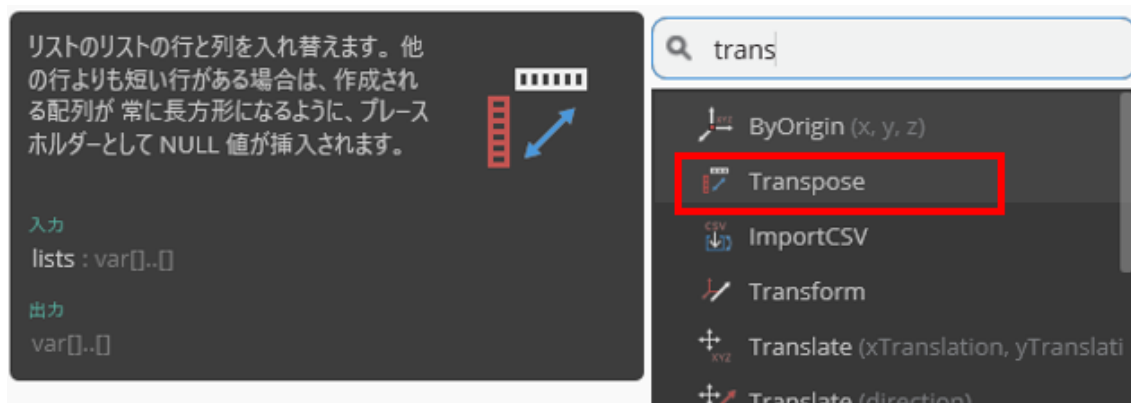 リストのリストの行と列を入れ替えます。他
の行よりも短い行がある場合は、作成され
る配列が 常に長方形になるように、プレース
ホルダーとして NULL 値が挿入されます。
入力
lists : var[]..[]
出力
var[]..[]
trans
ByOrigin (x, y, z)
Transpose
CSV
ImportCSV
Transform
XYZ
Translate (xTranslation, yTranslati
Translate (direction)